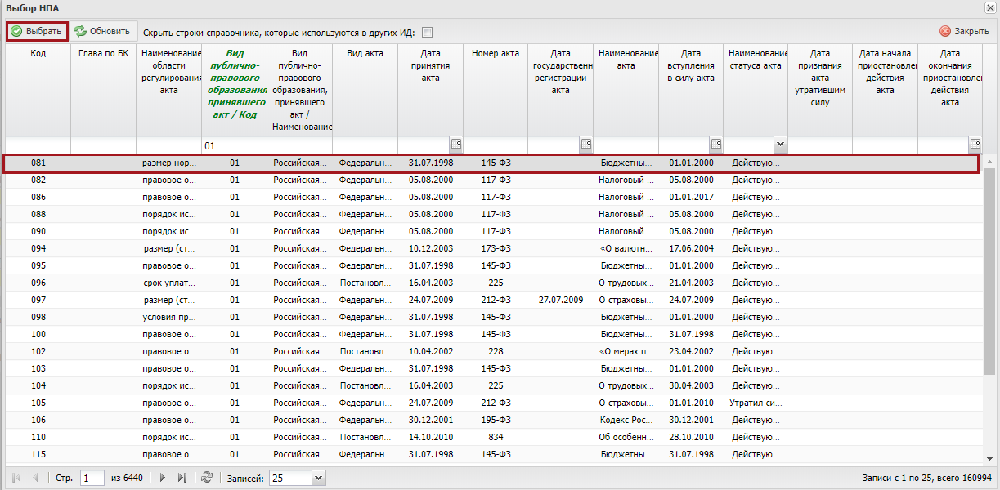 Выбор НПА
Выбрать Обновить Скрыть строки справочника, которые используются в других ИД: Закрыть
Код
Глава по БК
Наименование
области
регулирования
акта
Вид
публично-
правового
образования,
принявшего
акт / Код
Вид
публично-
правового
образования,
принявшего
акт /
Наименование
Вид акта
Дата
принятия
акта
Номер акта
Дата
государственн
регистрации
акта
Наименование
акта
Дата
вступления
в силу акта
Наименование
статуса акта
Дата
признания
акта
утратившим
силу
Дата начала
приостановлен
действия
акта
Дата
окончания
приостановлен
действия
акта
01
081 размер нор... 01 Российская... Федеральн... 31.07.1998 145-ФЗ Бюджетны... 01.01.2000 Действую...
082 правовое о... 01 Российская... Федеральн... 05.08.2000 117-ФЗ Налоговый ... 05.08.2000 Действую...
086 правовое о... 01 Российская... Федеральн... 05.08.2000 117-ФЗ Налоговый ... 01.01.2017 Действую...
088 порядок ис... 01 Российская... Федеральн... 05.08.2000 117-ФЗ Налоговый ... 05.08.2000 Действую...
090 порядок ис... 01 Российская... Федеральн... 05.08.2000 117-ФЗ Налоговый ... 05.08.2000 Действую...
094 размер (ст... 01 Российская... Федеральн... 10.12.2003 173-ФЗ «О валютн... 17.06.2004 Действую...
095 правовое о... 01 Российская... Федеральн... 31.07.1998 145-ФЗ Бюджетны... 01.01.2000 Действую...
096 срок уплат... 01 Российская... Постановл... 16.04.2003 225 О трудовых... 21.04.2003 Действую...
097 размер (ст... 01 Российская... Федеральн... 24.07.2009 212-ФЗ 27.07.2009 О страховы... 24.07.2009 Действую...
098 условия пр... 01 Российская... Федеральн... 31.07.1998 145-ФЗ Бюджетны... 01.01.2000 Действую...
100 правовое о... 01 Российская... Федеральн... 31.07.1998 145-ФЗ Бюджетны... 31.07.1998 Действую...
102 правовое о... 01 Российская... Постановл... 10.04.2002 228 «О мерах п... 23.04.2002 Действую...
103 правовое о... 01 Российская... Федеральн... 31.07.1998 145-ФЗ Бюджетны... 01.01.2000 Действую...
104 порядок ис... 01 Российская... Постановл... 16.04.2003 225 О трудовых... 30.04.2003 Действую...
105 правовое о... 01 Российская... Федеральн... 24.07.2009 212-ФЗ О страховы... 01.01.2010 Утратил си...
106 правовое о... 01 Российская... Федеральн... 30.12.2001 195-ФЗ Кодекс Рос... 30.12.2001 Действую...
110 порядок ис... 01 Российская... Постановл... 14.10.2010 834 Об особенн... 28.10.2010 Действую...
115 правовое о... 01 Российская... Федеральн... 31.07.1998 145-ФЗ Бюджетны... 31.07.1998 Действую...
Стр. 1 из 6440 Записей: 25 Записи с 1 по 25, всего 160994